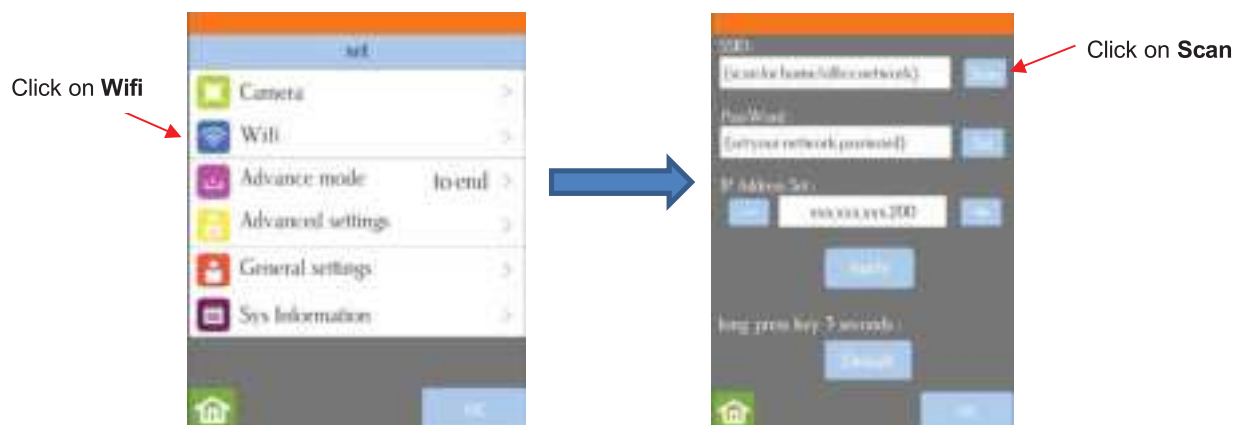 Click on Wifi
set
Camera
Wifi
Advance mode to-end
Advanced settings
General settings
Sys Information
OK
Click on Scan
SSID:
(scan for home/office network)
PassWord:
(set your network password)
IP Address Set:
xxx.xxx.xxx.200
Apply
long press key 3 seconds :
Default